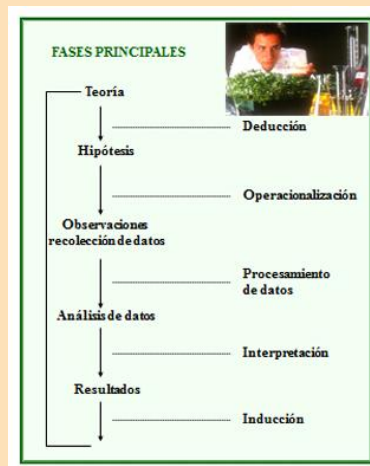 FASES PRINCIPALES
Teoría
Deducción
Hipótesis
Operacionalización
Observaciones
recolección de datos
Procesamiento
de datos
Análisis de datos
Interpretación
Resultados
Inducción